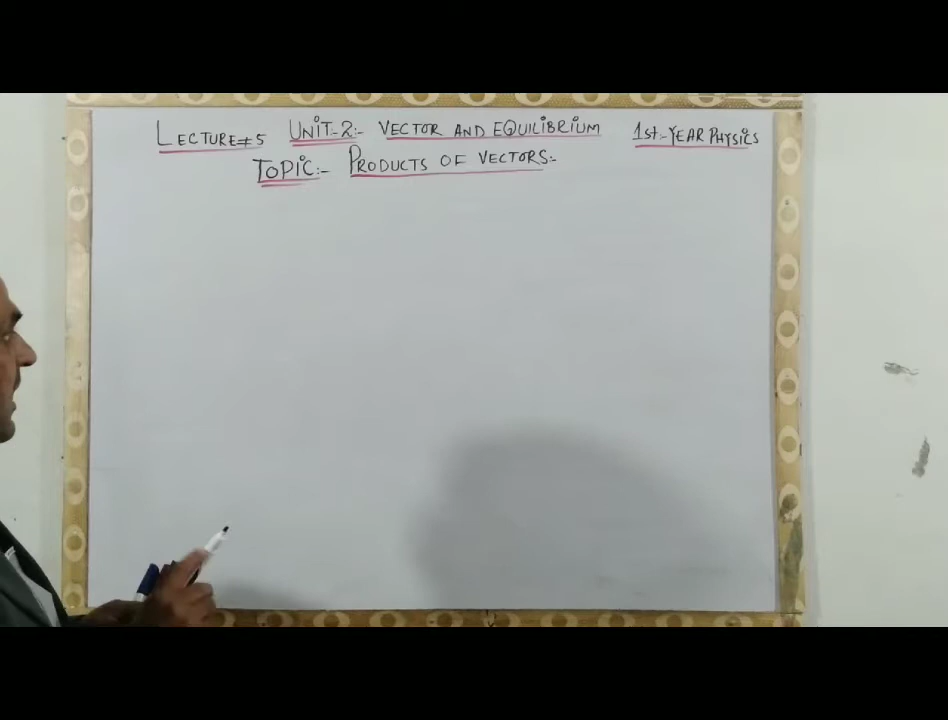 LECTURE#5 UNIT-2:- VECTOR AND EQUILIBRIUM 1st:-YEAR PHYSICS
TOPIC:- PRODUCTS OF VECTORS:-